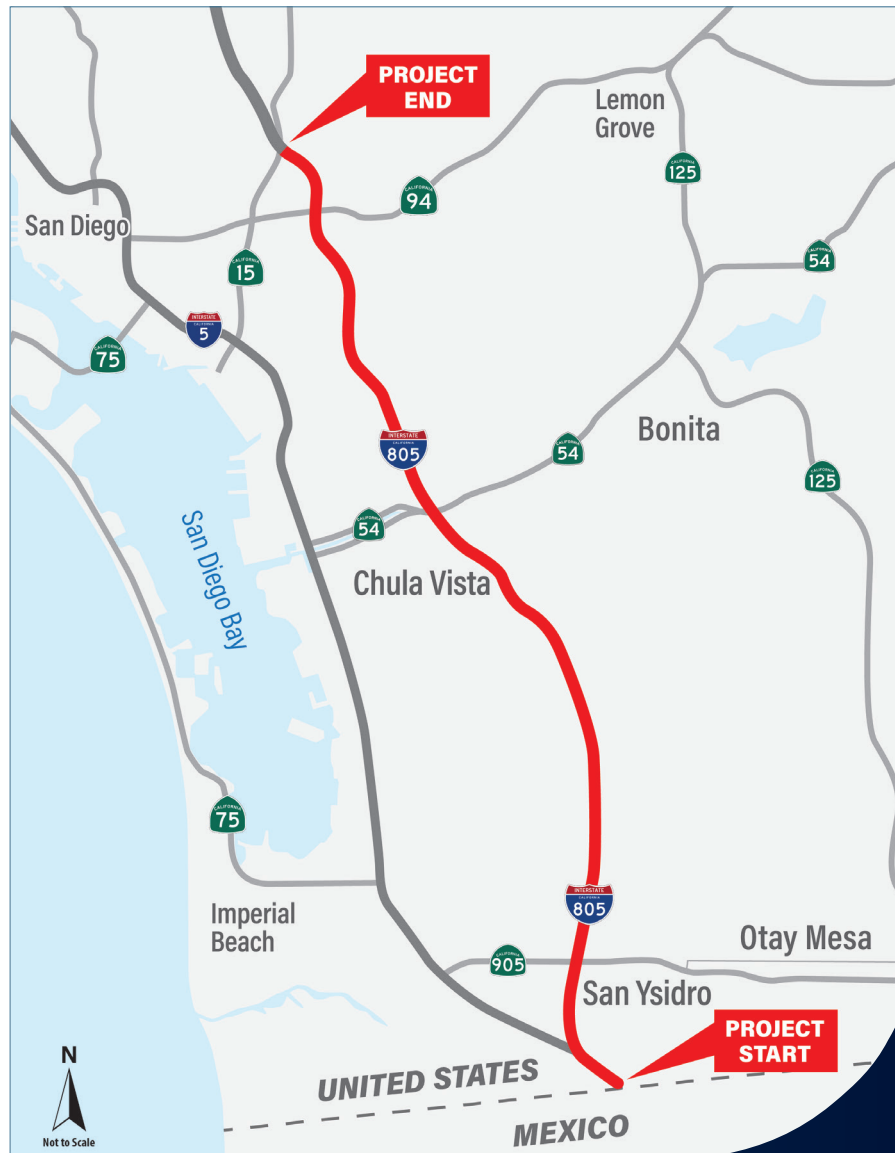 PROJECT
END
Lemon
Grove
CALIFORNIA
125
CALIFORNIA
94
San Diego
CALIFORNIA
54
CALIFORNIA
15
INTERSTATE
CALIFORNIA
5
CALIFORNIA
75
Bonita
INTERSTATE
CALIFORNIA
805
CALIFORNIA
54
CALIFORNIA
125
CALIFORNIA
54
San Diego Bay
Chula Vista
CALIFORNIA
75
INTERSTATE
CALIFORNIA
805
Imperial
Beach
Otay Mesa
CALIFORNIA
905
San Ysidro
PROJECT
START
N
Not to Scale
UNITED STATES
MEXICO